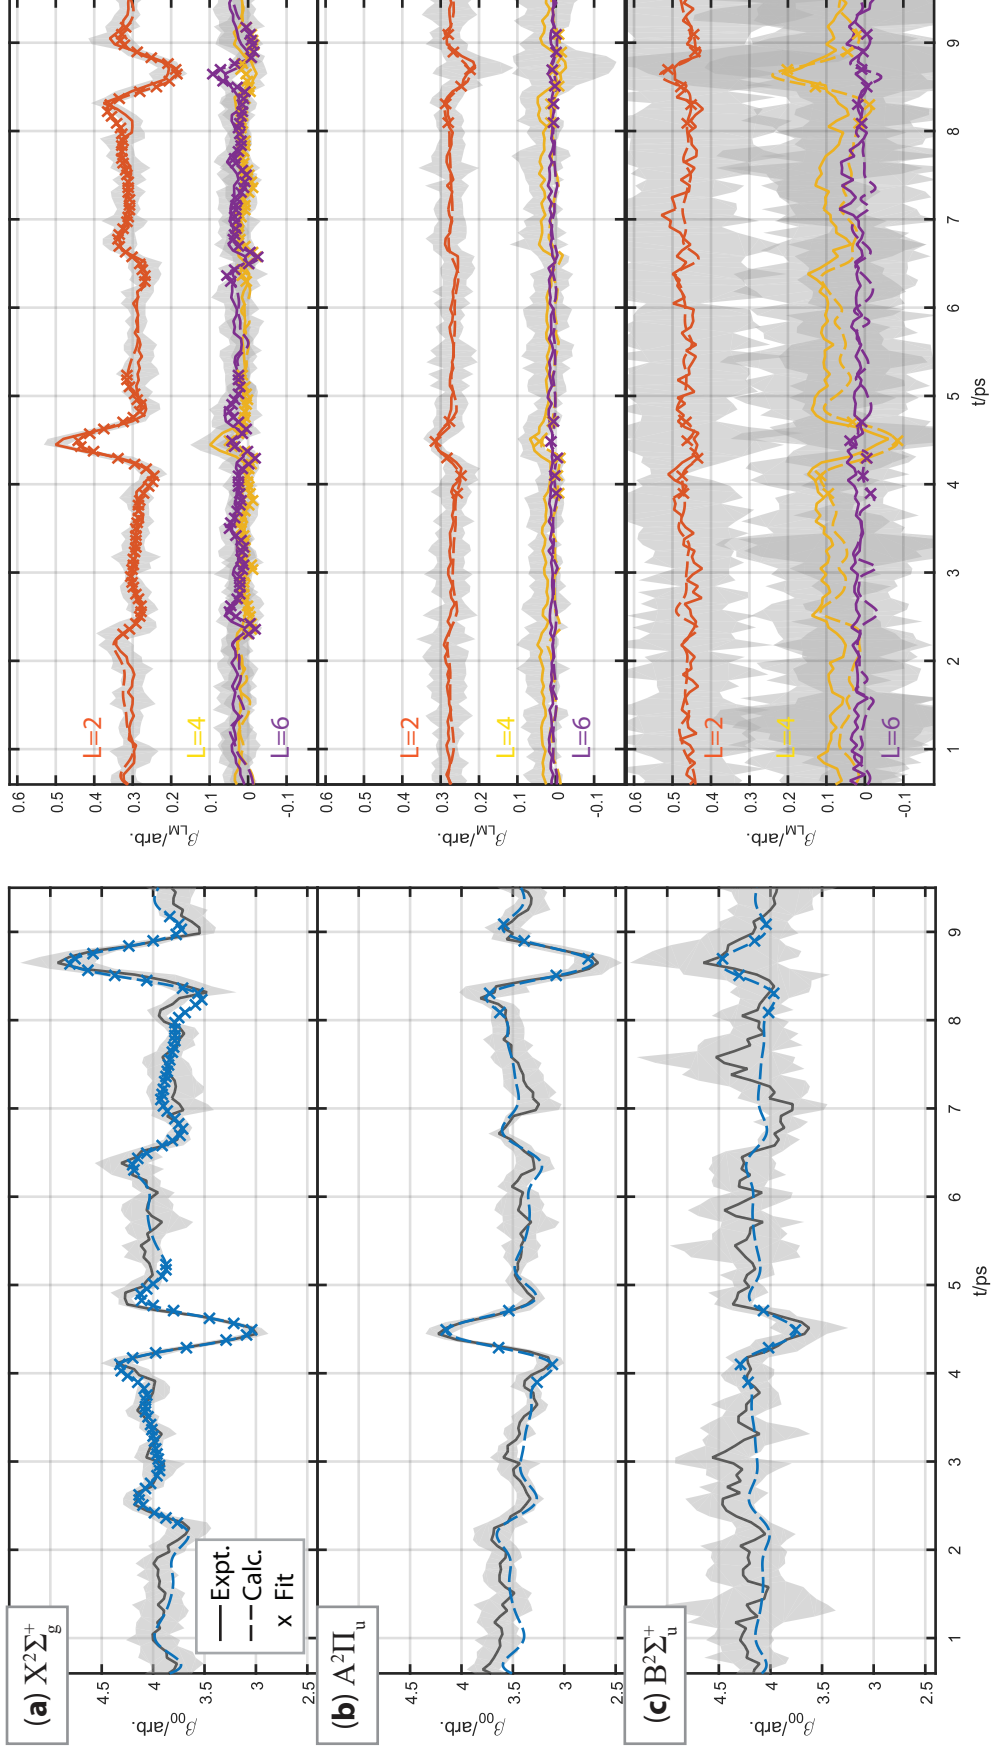 (a) X²Σg⁺
4.5
4
3.5
3
2.5
β₀₀/arb.
Expt.
Calc.
x Fit
0.6
0.5
0.4
0.3
0.2
0.1
0
-0.1
βLM/arb.
L=2
L=4
L=6
(b) A²Πu
4.5
4
3.5
3
2.5
β₀₀/arb.
0.6
0.5
0.4
0.3
0.2
0.1
0
-0.1
βLM/arb.
L=2
L=4
L=6
(c) B²Σu⁺
4.5
4
3.5
3
2.5
β₀₀/arb.
1 2 3 4 5 6 7 8 9
t/ps
0.6
0.5
0.4
0.3
0.2
0.1
0
-0.1
βLM/arb.
L=2
L=4
L=6
1 2 3 4 5 6 7 8 9
t/ps